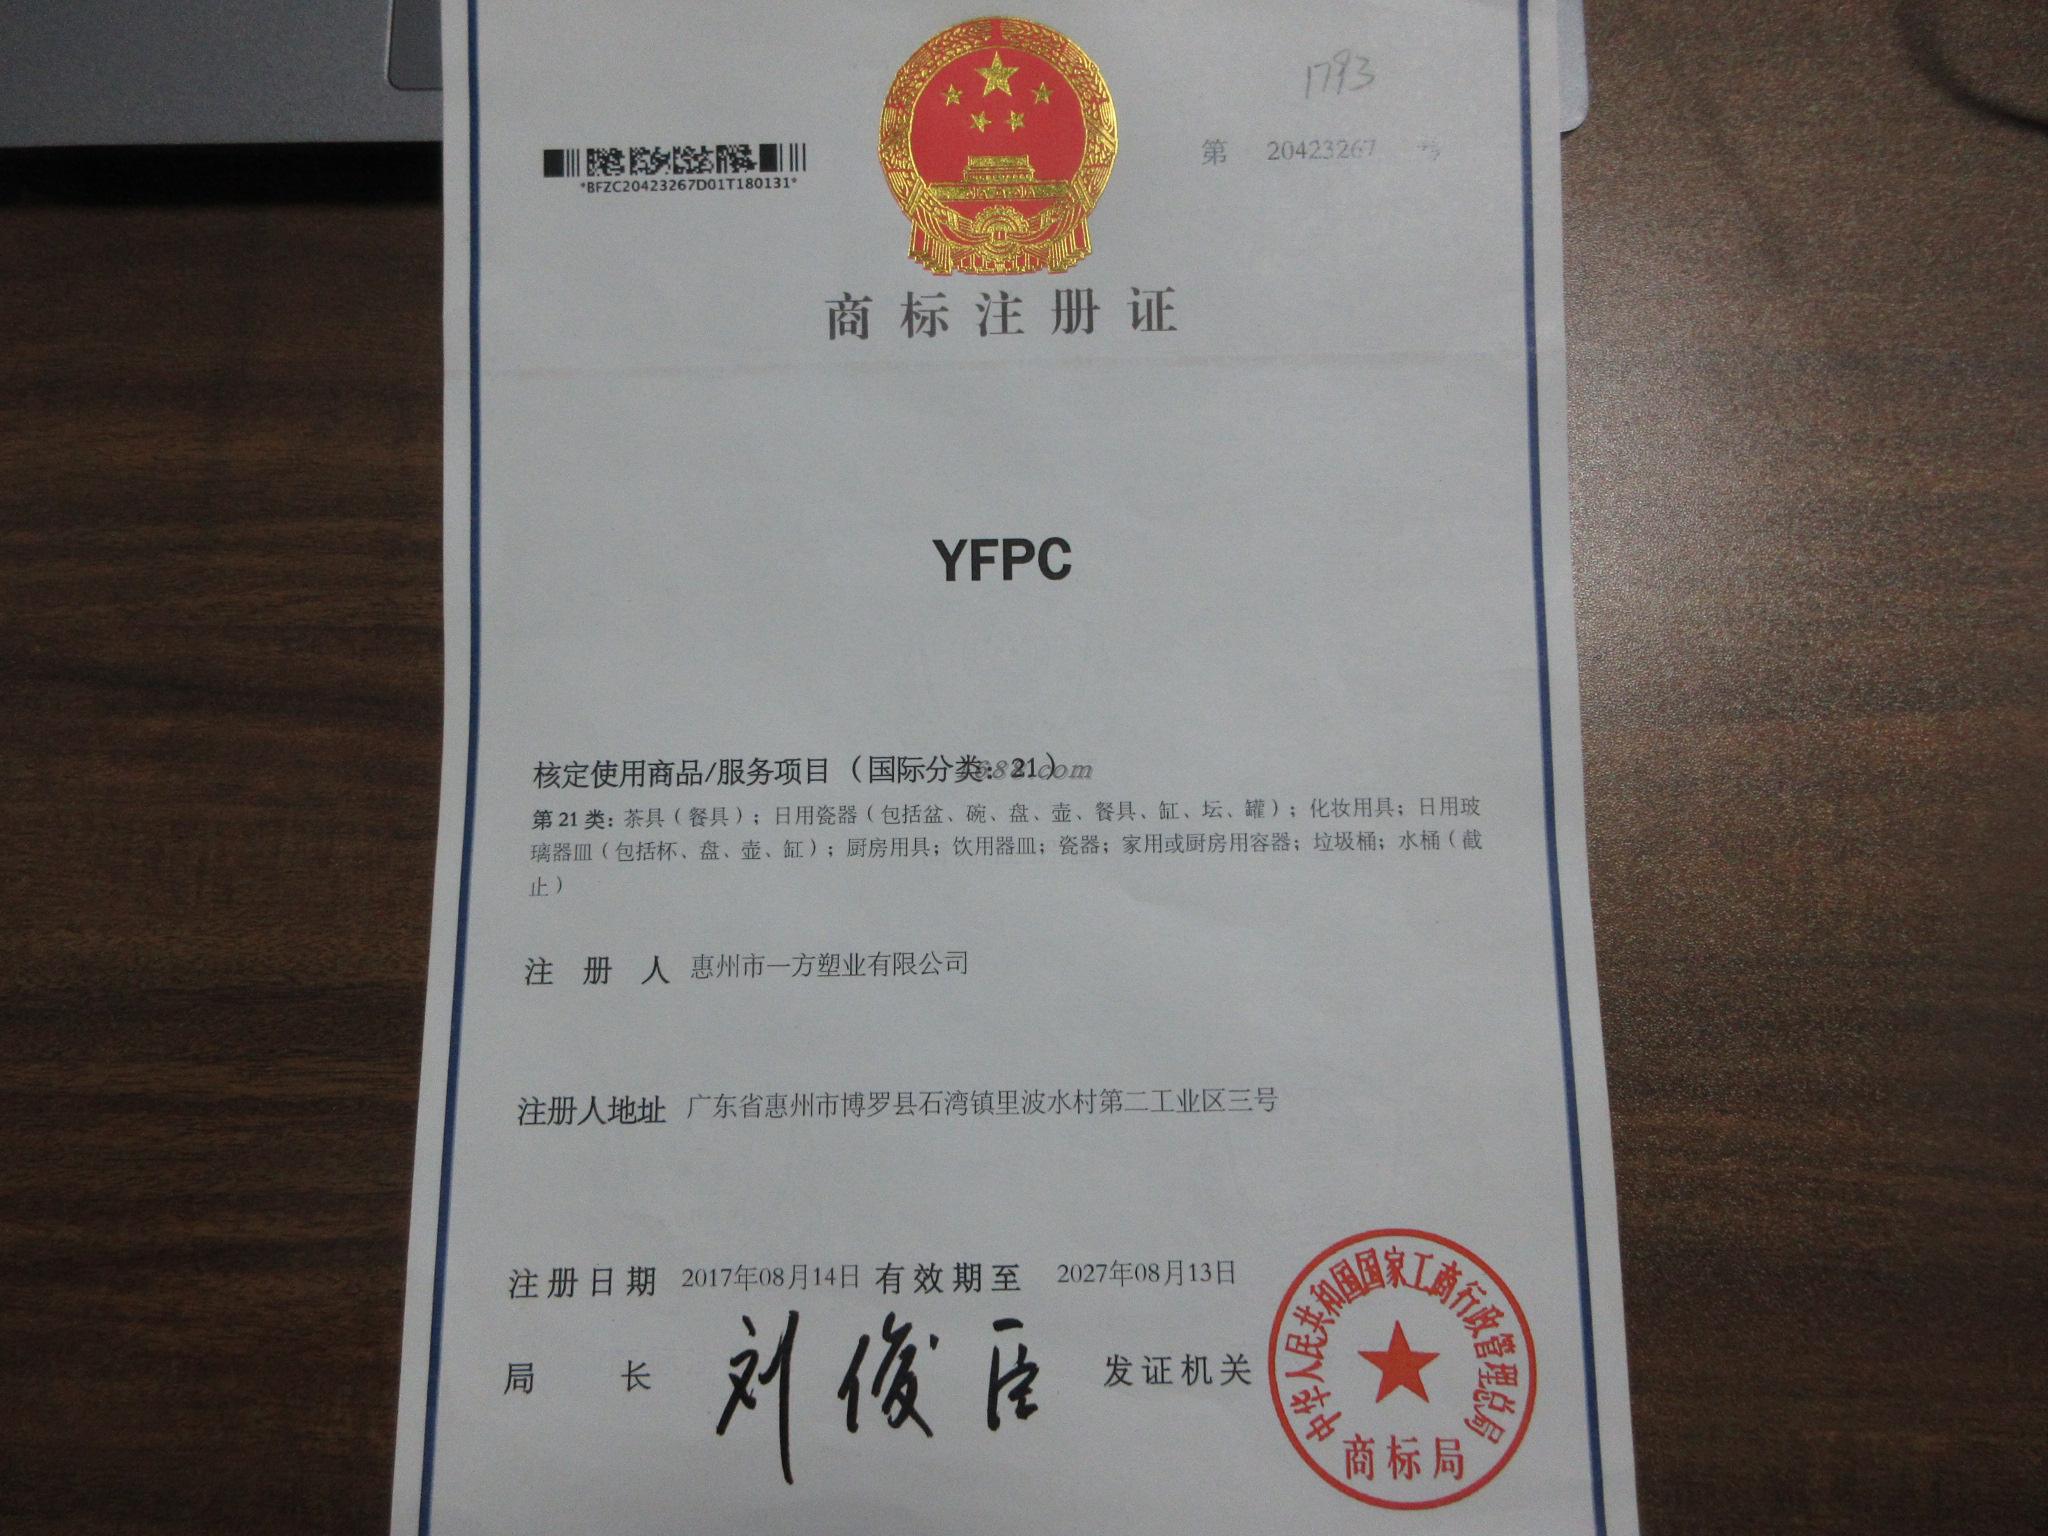 1793
第 20423267 号
*BFZC20423267D01T180131*
商标注册证
YFPC
核定使用商品/服务项目（国际分类：21）
第21类：茶具（餐具）；日用瓷器（包括盆、碗、盘、壶、餐具、缸、坛、罐）；化妆用具；日用玻
璃器皿（包括杯、盘、壶、缸）；厨房用具；饮用器皿；瓷器；家用或厨房用容器；垃圾桶；水桶（截
止）
注册人 惠州市一方塑业有限公司
注册人地址 广东省惠州市博罗县石湾镇里波水村第二工业区三号
注册日期 2017年08月14日 有效期至 2027年08月13日
局长 刘俊臣 发证机关
中华人民共和国国家工商行政管理总局
商标局